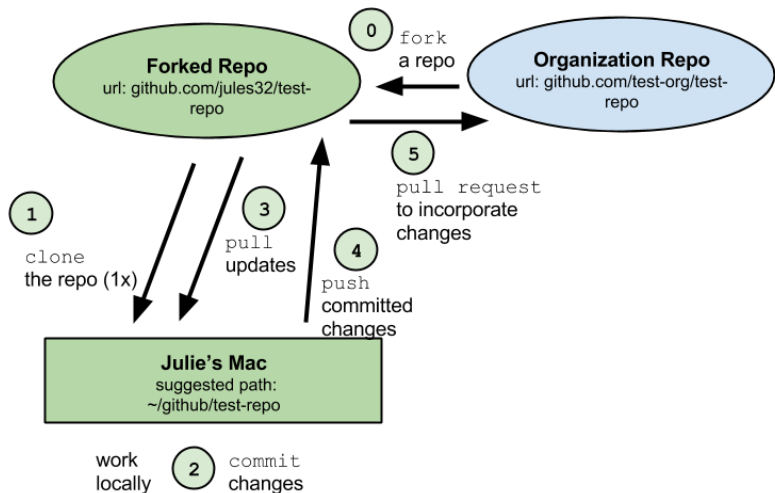 0
fork
a repo
Forked Repo
url: github.com/jules32/test-
repo
Organization Repo
url: github.com/test-org/test-
repo
5
pull request
to incorporate
changes
1
clone
the repo (1x)
3
pull
updates
4
push
committed
changes
Julie's Mac
suggested path:
~/github/test-repo
work
locally
2
commit
changes